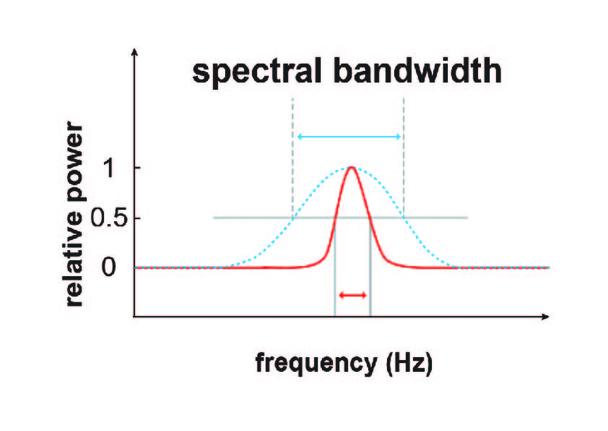 spectral bandwidth
relative power
1
0.5
0
frequency (Hz)